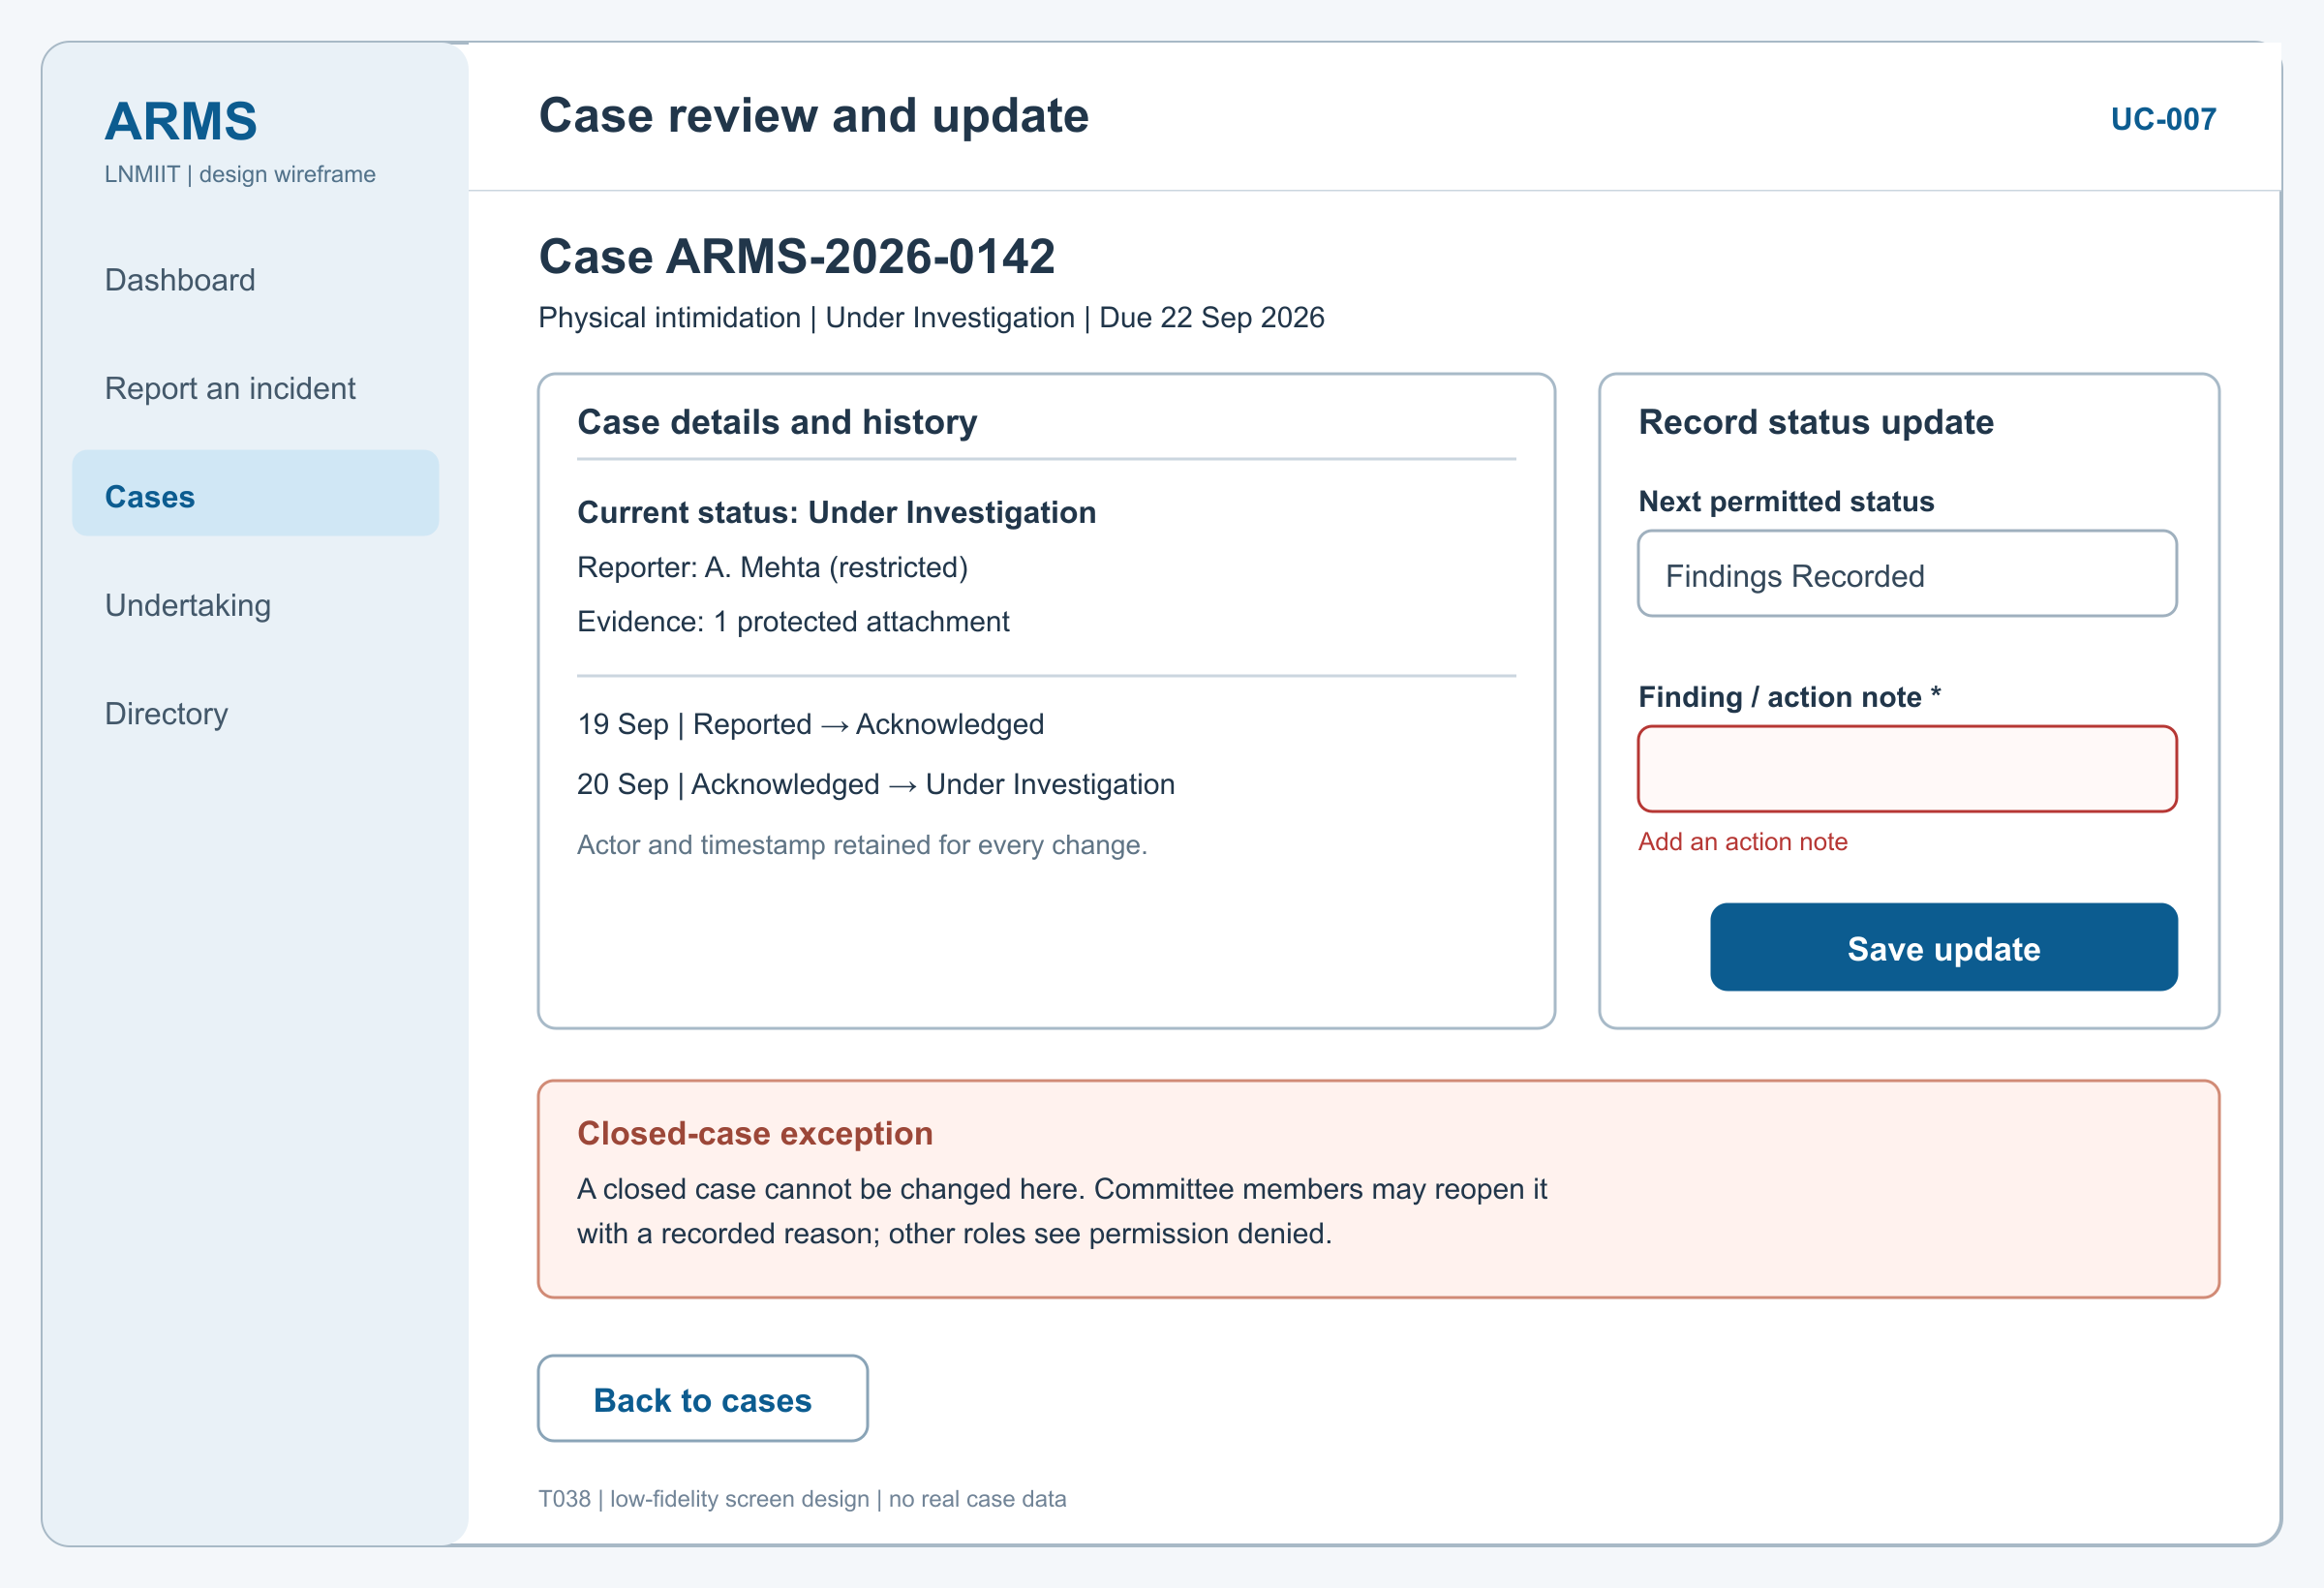 ARMS
LNMIIT | design wireframe
Dashboard
Report an incident
Cases
Undertaking
Directory
Case review and update
UC-007
Case ARMS-2026-0142
Physical intimidation | Under Investigation | Due 22 Sep 2026
Case details and history
Current status: Under Investigation
Reporter: A. Mehta (restricted)
Evidence: 1 protected attachment
19 Sep | Reported → Acknowledged
20 Sep | Acknowledged → Under Investigation
Actor and timestamp retained for every change.
Record status update
Next permitted status
Findings Recorded
Finding / action note *
Add an action note
Save update
Closed-case exception
A closed case cannot be changed here. Committee members may reopen it
with a recorded reason; other roles see permission denied.
Back to cases
T038 | low-fidelity screen design | no real case data